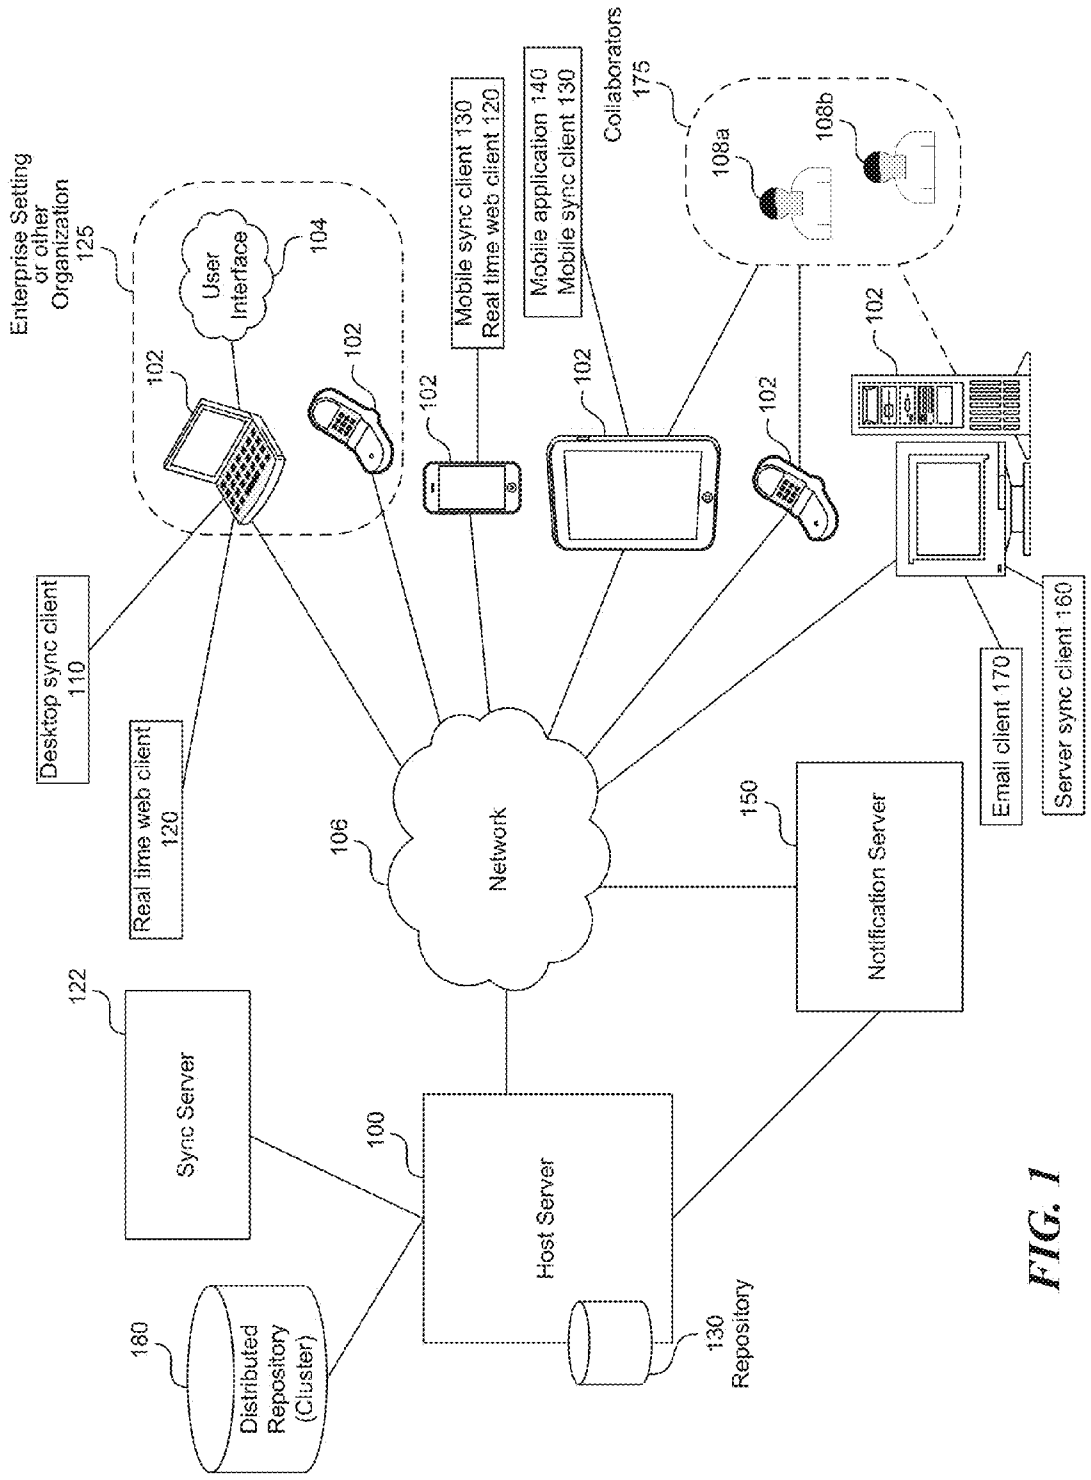 Enterprise Setting
or other
Organization
125
User
Interface
104
102
102
Desktop sync client
110
Real time web client
120
Mobile sync client 130
Real time web client 120
102
Mobile application 140
Mobile sync client 130
102
Collaborators
175
108a
108b
102
102
Email client 170
Server sync client 160
106
Network
150
Notification Server
122
Sync Server
100
Host Server
180
Distributed
Repository
(Cluster)
130
Repository
FIG. 1